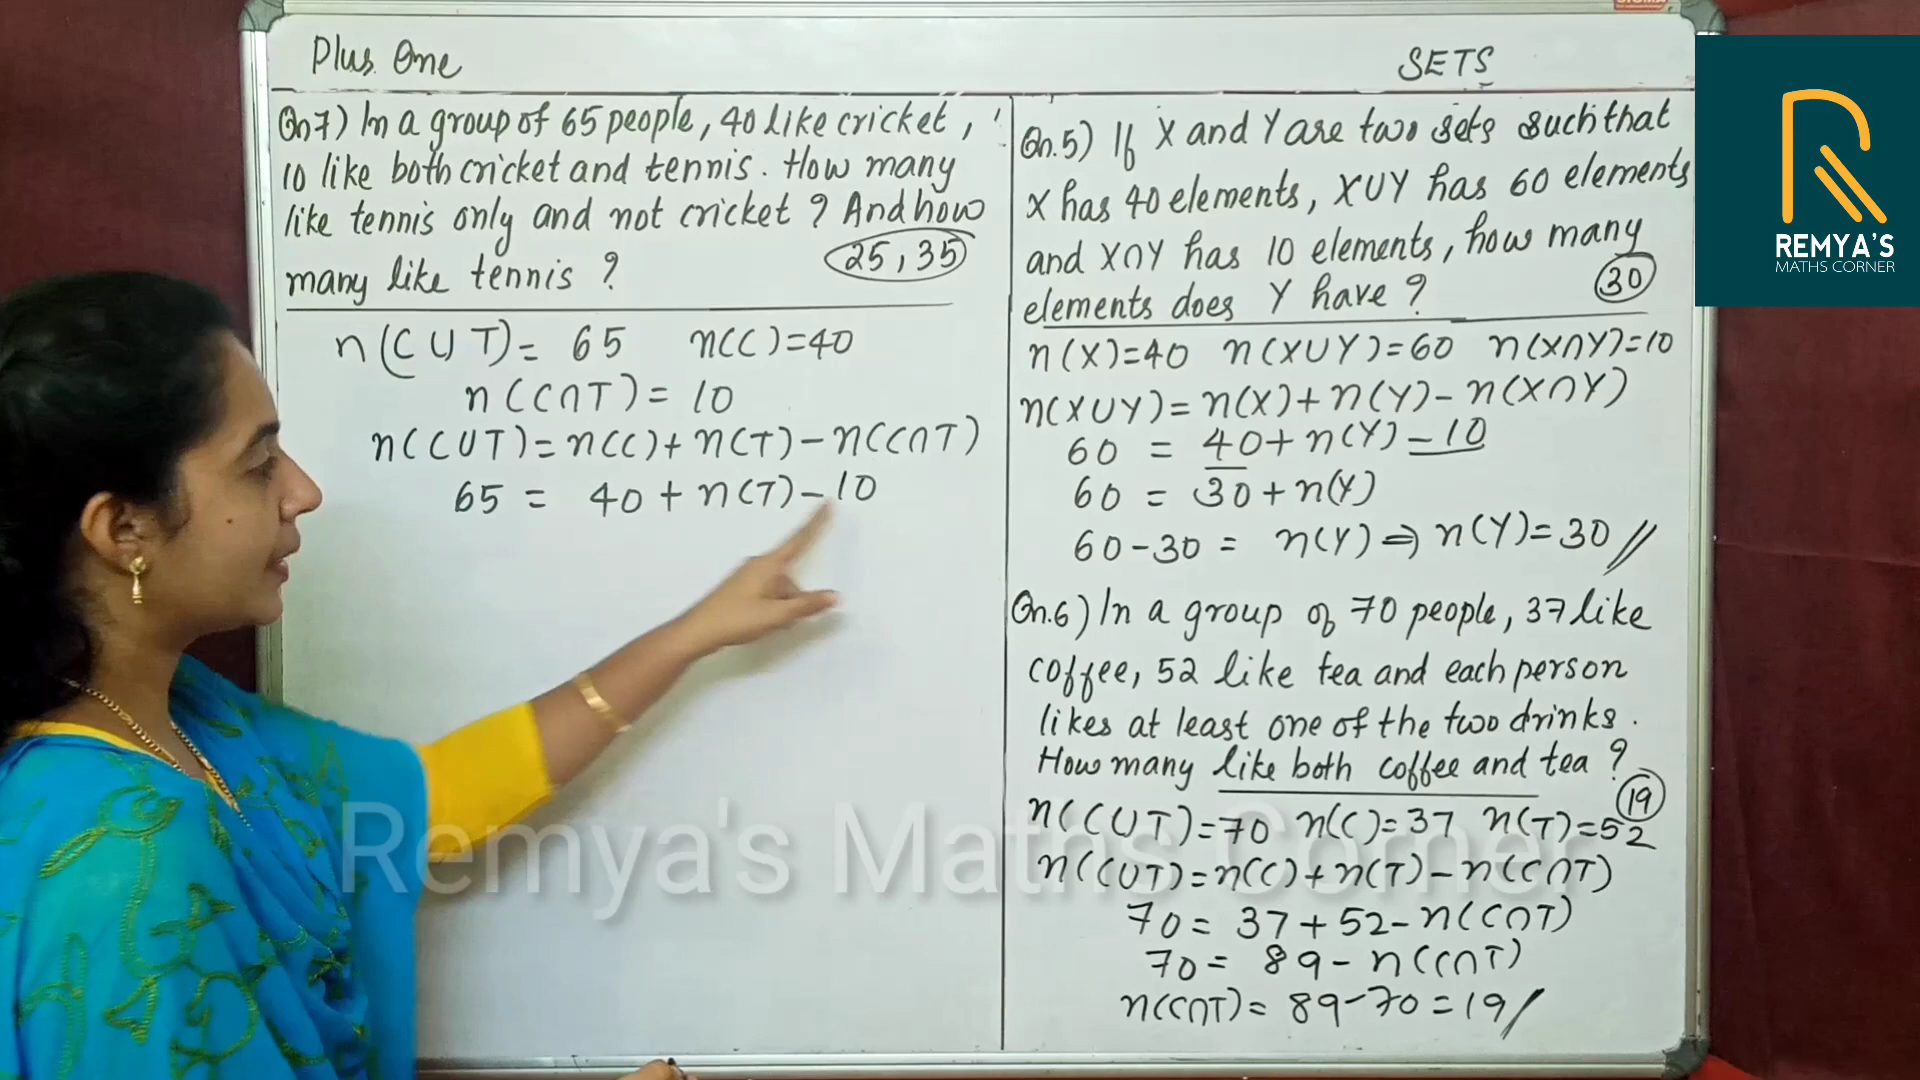 Plus One
SETS
Qn7) In a group of 65 people, 40 like cricket,
10 like both cricket and tennis. How many
like tennis only and not cricket? And how
many like tennis?
25, 35
n(C∪T)= 65 n(C)=40
n(C∩T)= 10
n(C∪T)=n(C)+n(T)-n(C∩T)
65 = 40+n(T)-10
Qn.5) If X and Y are two sets such that
X has 40 elements, X∪Y has 60 elements
and X∩Y has 10 elements, how many
elements does Y have?
30
n(X)=40 n(X∪Y)=60 n(X∩Y)=10
n(X∪Y)=n(X)+n(Y)-n(X∩Y)
60 = 40+n(Y)-10
60 = 30+n(Y)
60-30 = n(Y)⇒n(Y)=30//
Qn.6) In a group of 70 people, 37 like
coffee, 52 like tea and each person
likes at least one of the two drinks.
How many like both coffee and tea?
19
n(C∪T)=70 n(C)=37 n(T)=52
n(C∪T)=n(C)+n(T)-n(C∩T)
70= 37+52-n(C∩T)
70= 89-n(C∩T)
n(C∩T)= 89-70=19/
REMYA'S
MATHS CORNER
Remya's Maths Corner